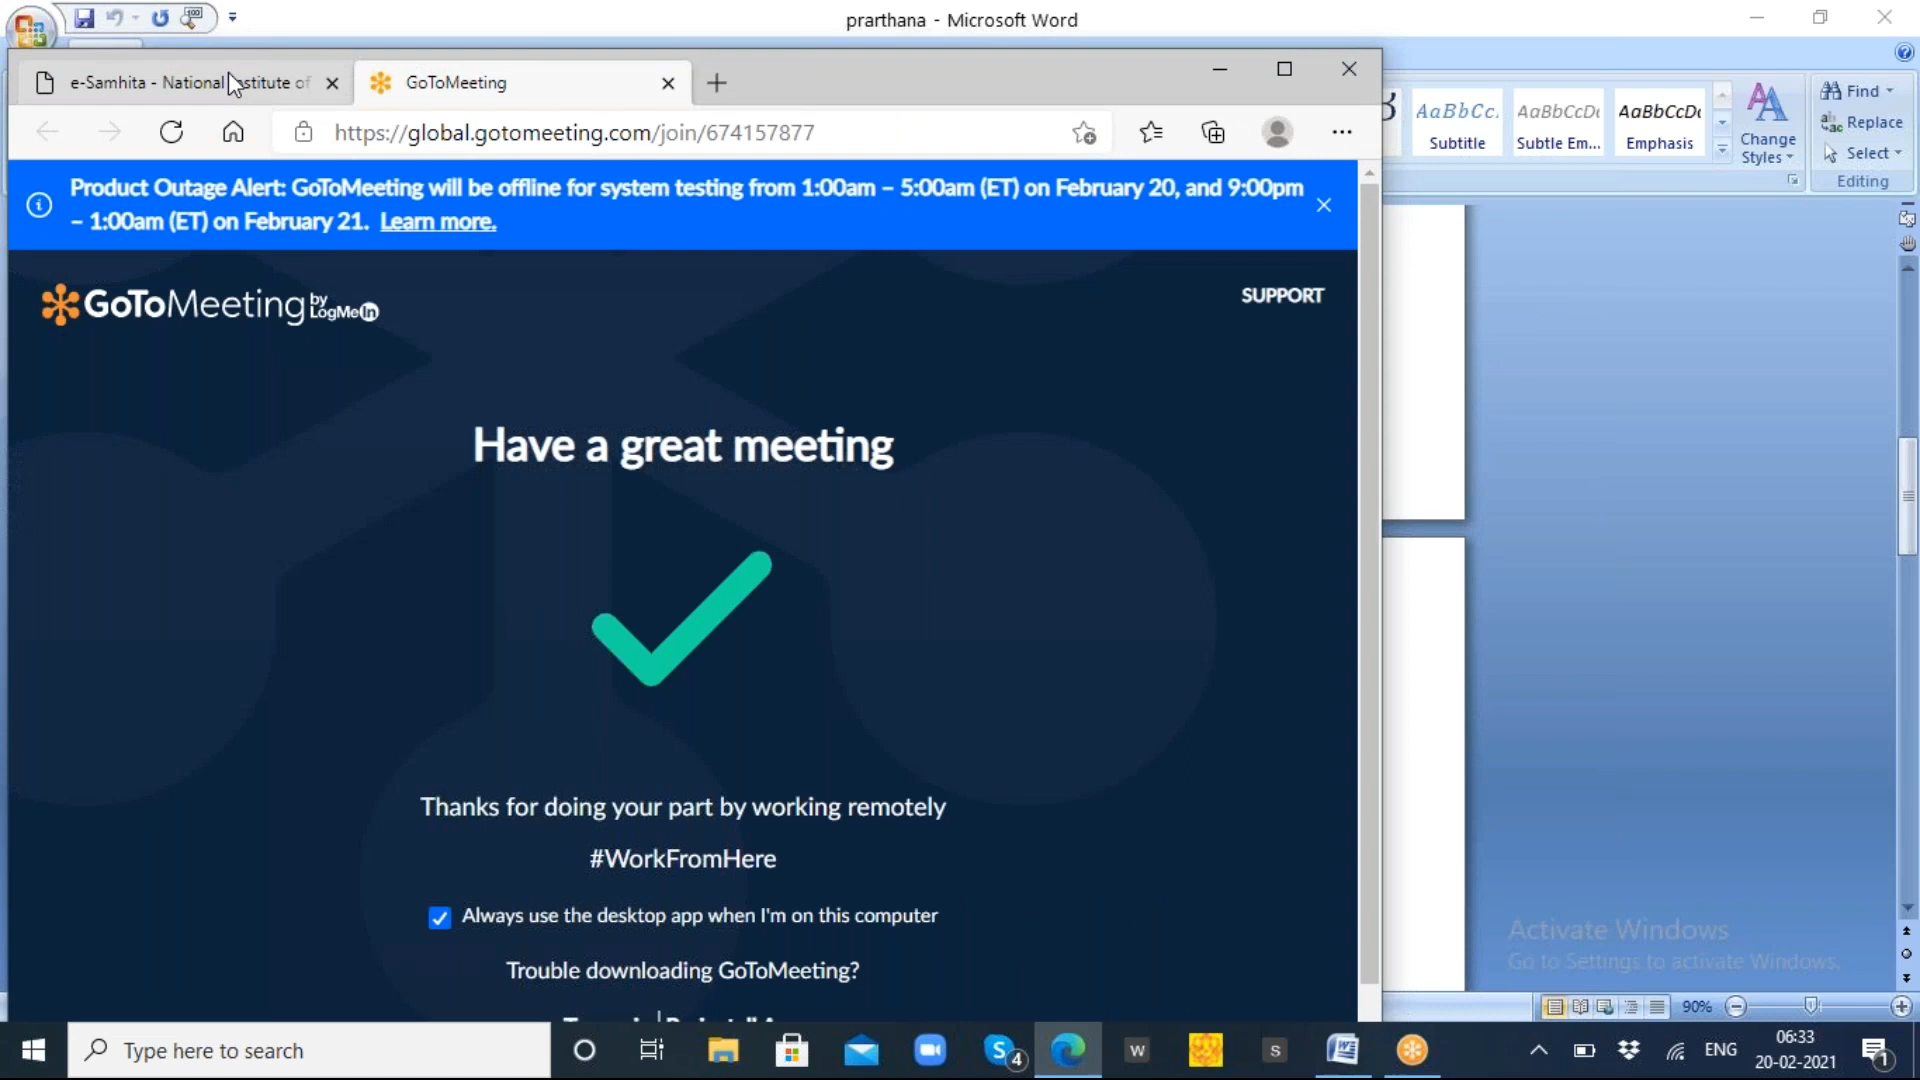 prarthana - Microsoft Word
e-Samhita - National Institute of
GoToMeeting
https://global.gotomeeting.com/join/674157877
AaBbCc. AaBbCcDc AaBbCcDc
Subtitle Subtle Em... Emphasis
Change
Styles
Find
Replace
Select
Editing
Product Outage Alert: GoToMeeting will be offline for system testing from 1:00am – 5:00am (ET) on February 20, and 9:00pm
– 1:00am (ET) on February 21. Learn more.
GoToMeeting by LogMeIn
SUPPORT
Have a great meeting
Thanks for doing your part by working remotely
#WorkFromHere
Always use the desktop app when I'm on this computer
Trouble downloading GoToMeeting?
Activate Windows
Go to Settings to activate Windows.
90%
Type here to search
4
W
S
ENG
06:33
20-02-2021
1